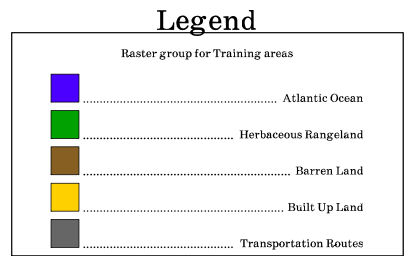 Legend
Raster group for Training areas
Atlantic Ocean
Herbaceous Rangeland
Barren Land
Built Up Land
Transportation Routes